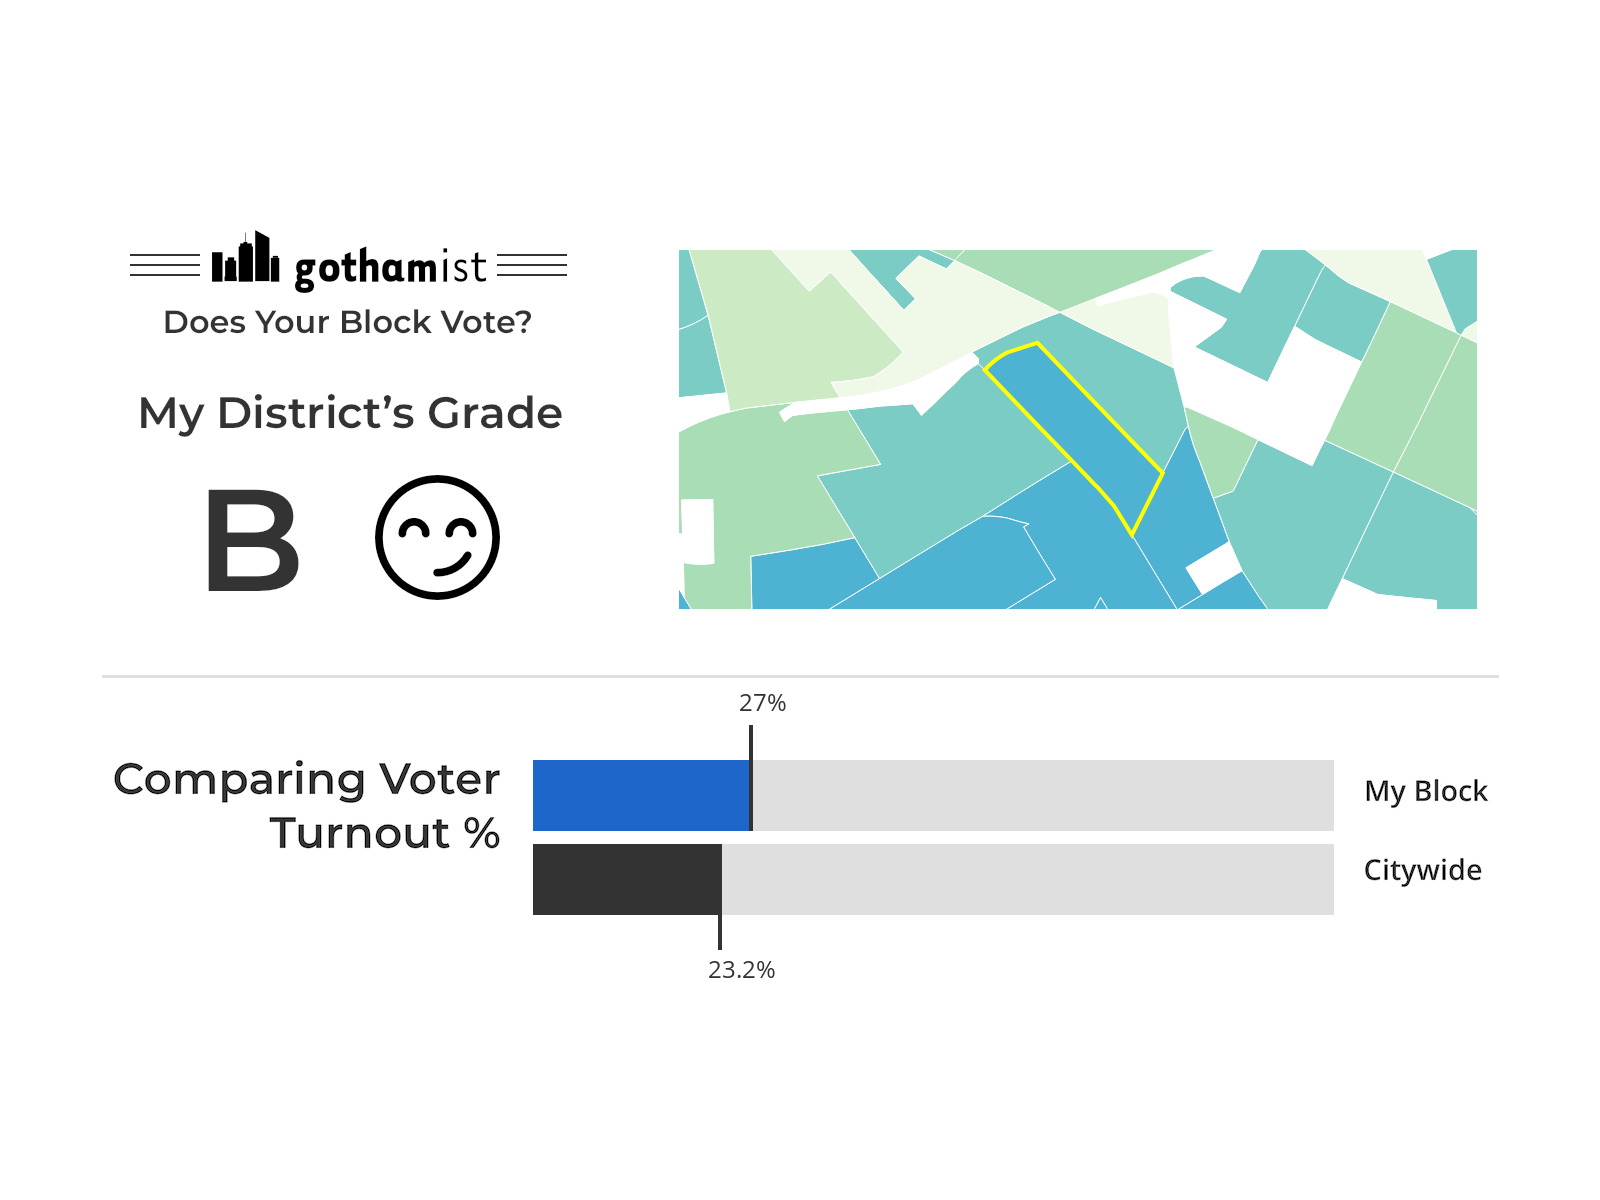 gothamist
Does Your Block Vote?
My District’s Grade
B
27%
Comparing Voter
Turnout %
My Block
Citywide
23.2%